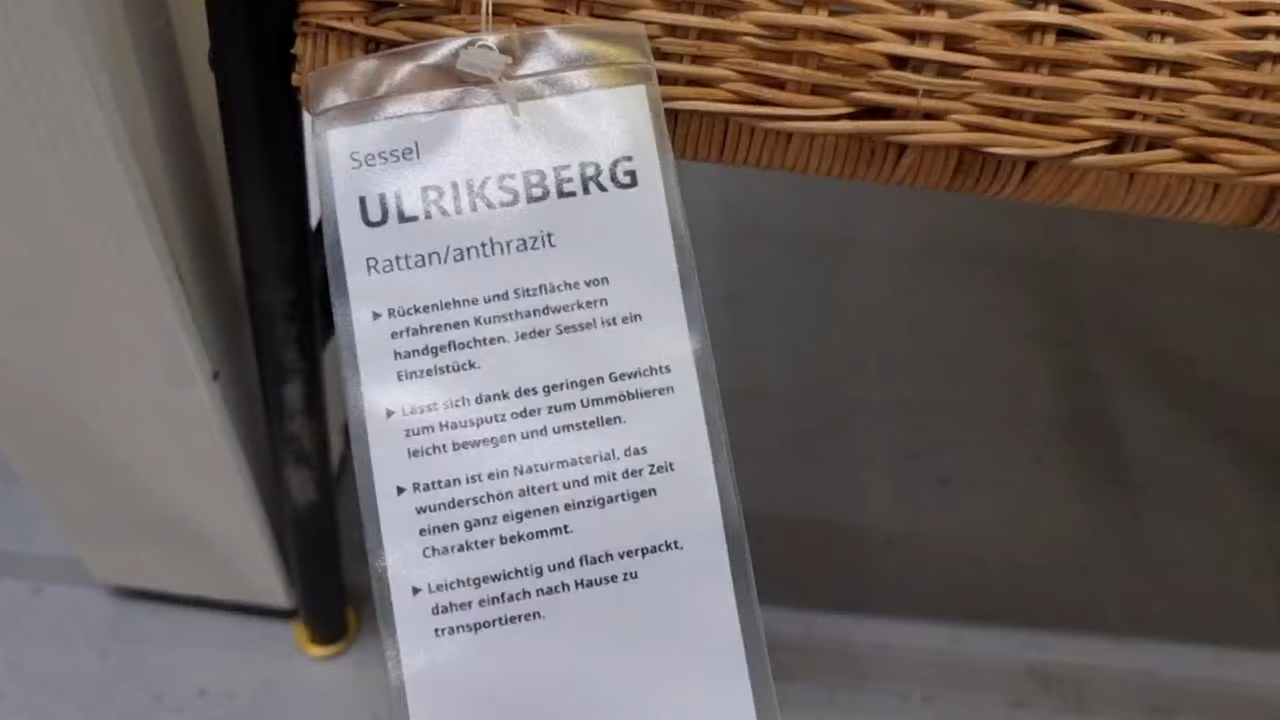 Sessel
ULRIKSBERG
Rattan/anthrazit
▶ Rückenlehne und Sitzfläche von
erfahrenen Kunsthandwerkern
handgeflochten. Jeder Sessel ist ein
Einzelstück.
▶ Lässt sich dank des geringen Gewichts
zum Hausputz oder zum Ummöblieren
leicht bewegen und umstellen.
▶ Rattan ist ein Naturmaterial, das
wunderschön altert und mit der Zeit
einen ganz eigenen einzigartigen
Charakter bekommt.
▶ Leichtgewichtig und flach verpackt,
daher einfach nach Hause zu
transportieren.